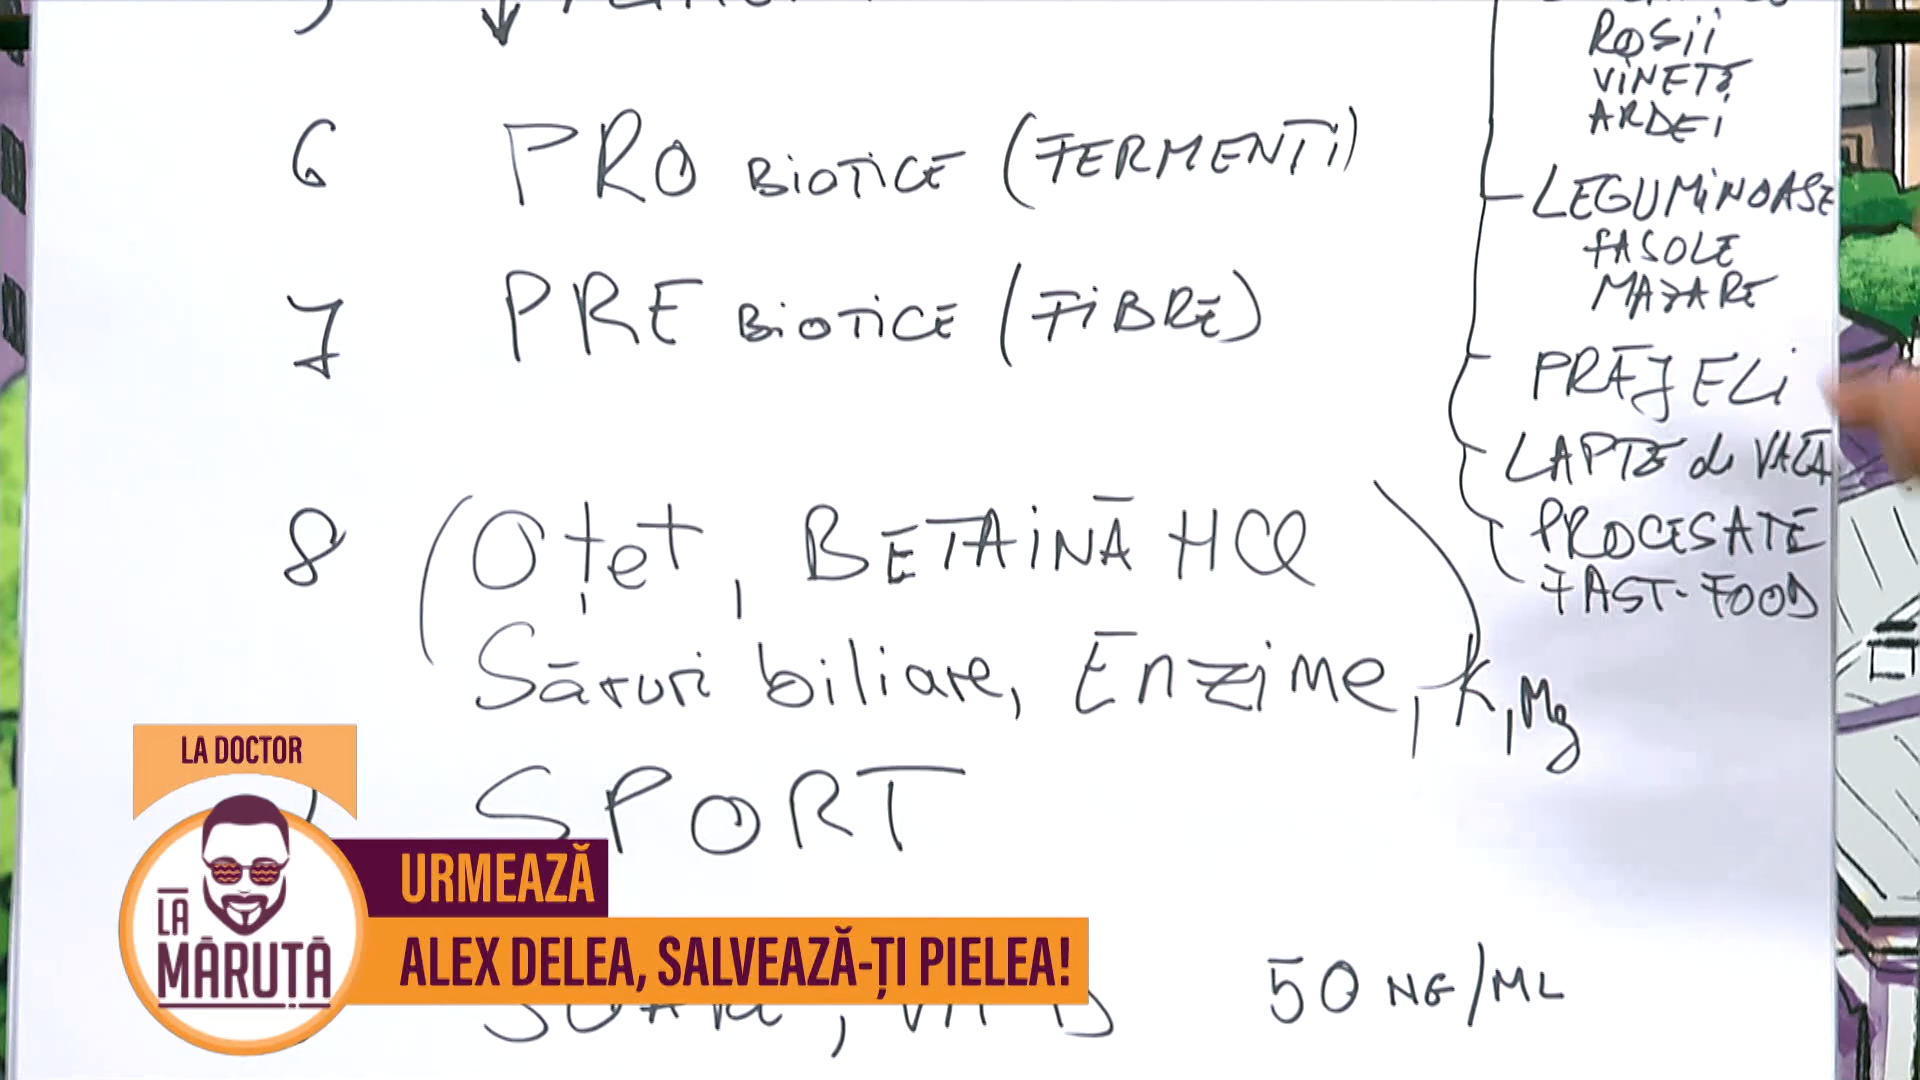 6 PRO BIOTICE (FERMENTI)
7 PRE BIOTICE (FIBRE)
8 (Oțet, BETAINĂ HCl
Săruri biliare, Enzime, K, Mg)
SPORT
50 NG/ML
ROSII
VINETE
ARDEI
LEGUMINOASE
FASOLE
MAZARE
PRĂJELI
LAPTE de VACĂ
PROCESATE
FAST-FOOD
LA DOCTOR
LA MĂRUȚĂ
URMEAZĂ
ALEX DELEA, SALVEAZĂ-ȚI PIELEA!